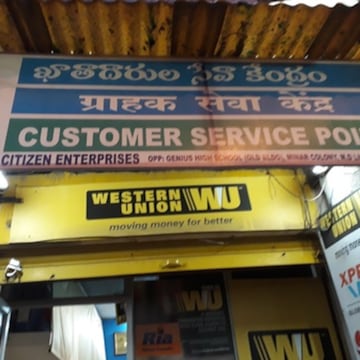 ఖాతాదారుల సేవా కేంద్రం
ग्राहक सेवा केंद्र
CUSTOMER SERVICE POI
CITIZEN ENTERPRISES OPP: GENIUS HIGH SCHOOL (OLD ALDO), MINAR COLONY, N.S
WESTERN UNION WU
moving money for better
WU
Ria
WU